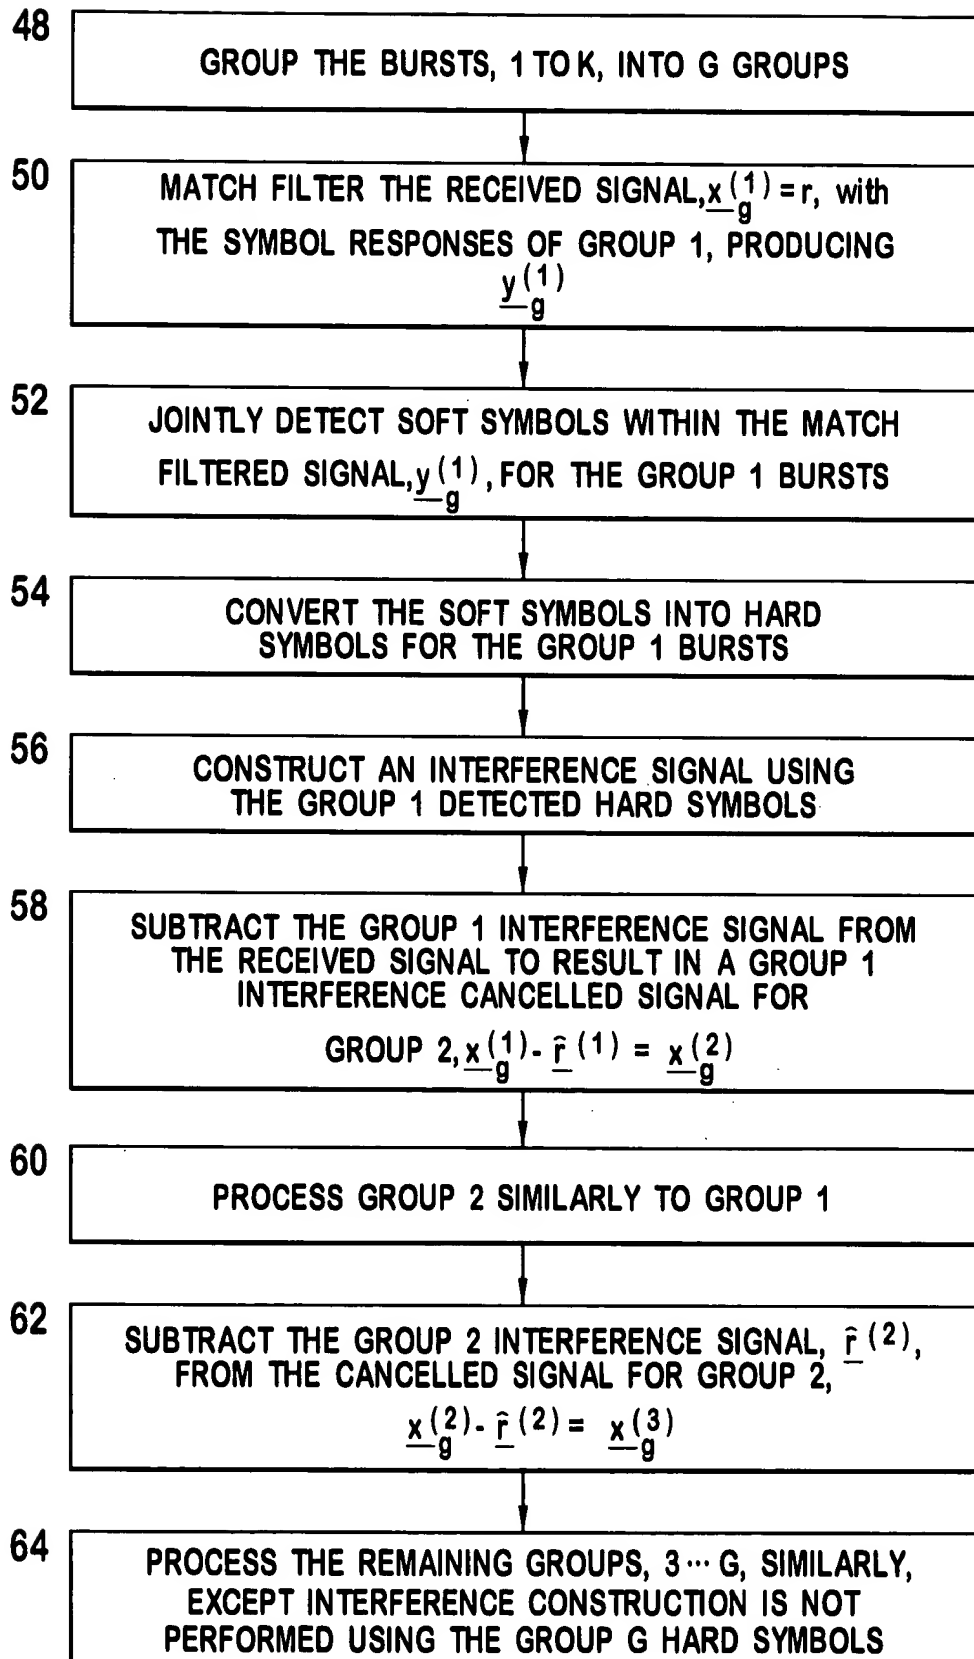 48
GROUP THE BURSTS, 1 TO K, INTO G GROUPS
50
MATCH FILTER THE RECEIVED SIGNAL, x_g^(1) = r, with
THE SYMBOL RESPONSES OF GROUP 1, PRODUCING
y_g^(1)
52
JOINTLY DETECT SOFT SYMBOLS WITHIN THE MATCH
FILTERED SIGNAL, y_g^(1), FOR THE GROUP 1 BURSTS
54
CONVERT THE SOFT SYMBOLS INTO HARD
SYMBOLS FOR THE GROUP 1 BURSTS
56
CONSTRUCT AN INTERFERENCE SIGNAL USING
THE GROUP 1 DETECTED HARD SYMBOLS
58
SUBTRACT THE GROUP 1 INTERFERENCE SIGNAL FROM
THE RECEIVED SIGNAL TO RESULT IN A GROUP 1
INTERFERENCE CANCELLED SIGNAL FOR
GROUP 2, x_g^(1) - r̂^(1) = x_g^(2)
60
PROCESS GROUP 2 SIMILARLY TO GROUP 1
62
SUBTRACT THE GROUP 2 INTERFERENCE SIGNAL, r̂^(2),
FROM THE CANCELLED SIGNAL FOR GROUP 2,
x_g^(2) - r̂^(2) = x_g^(3)
64
PROCESS THE REMAINING GROUPS, 3 ··· G, SIMILARLY,
EXCEPT INTERFERENCE CONSTRUCTION IS NOT
PERFORMED USING THE GROUP G HARD SYMBOLS